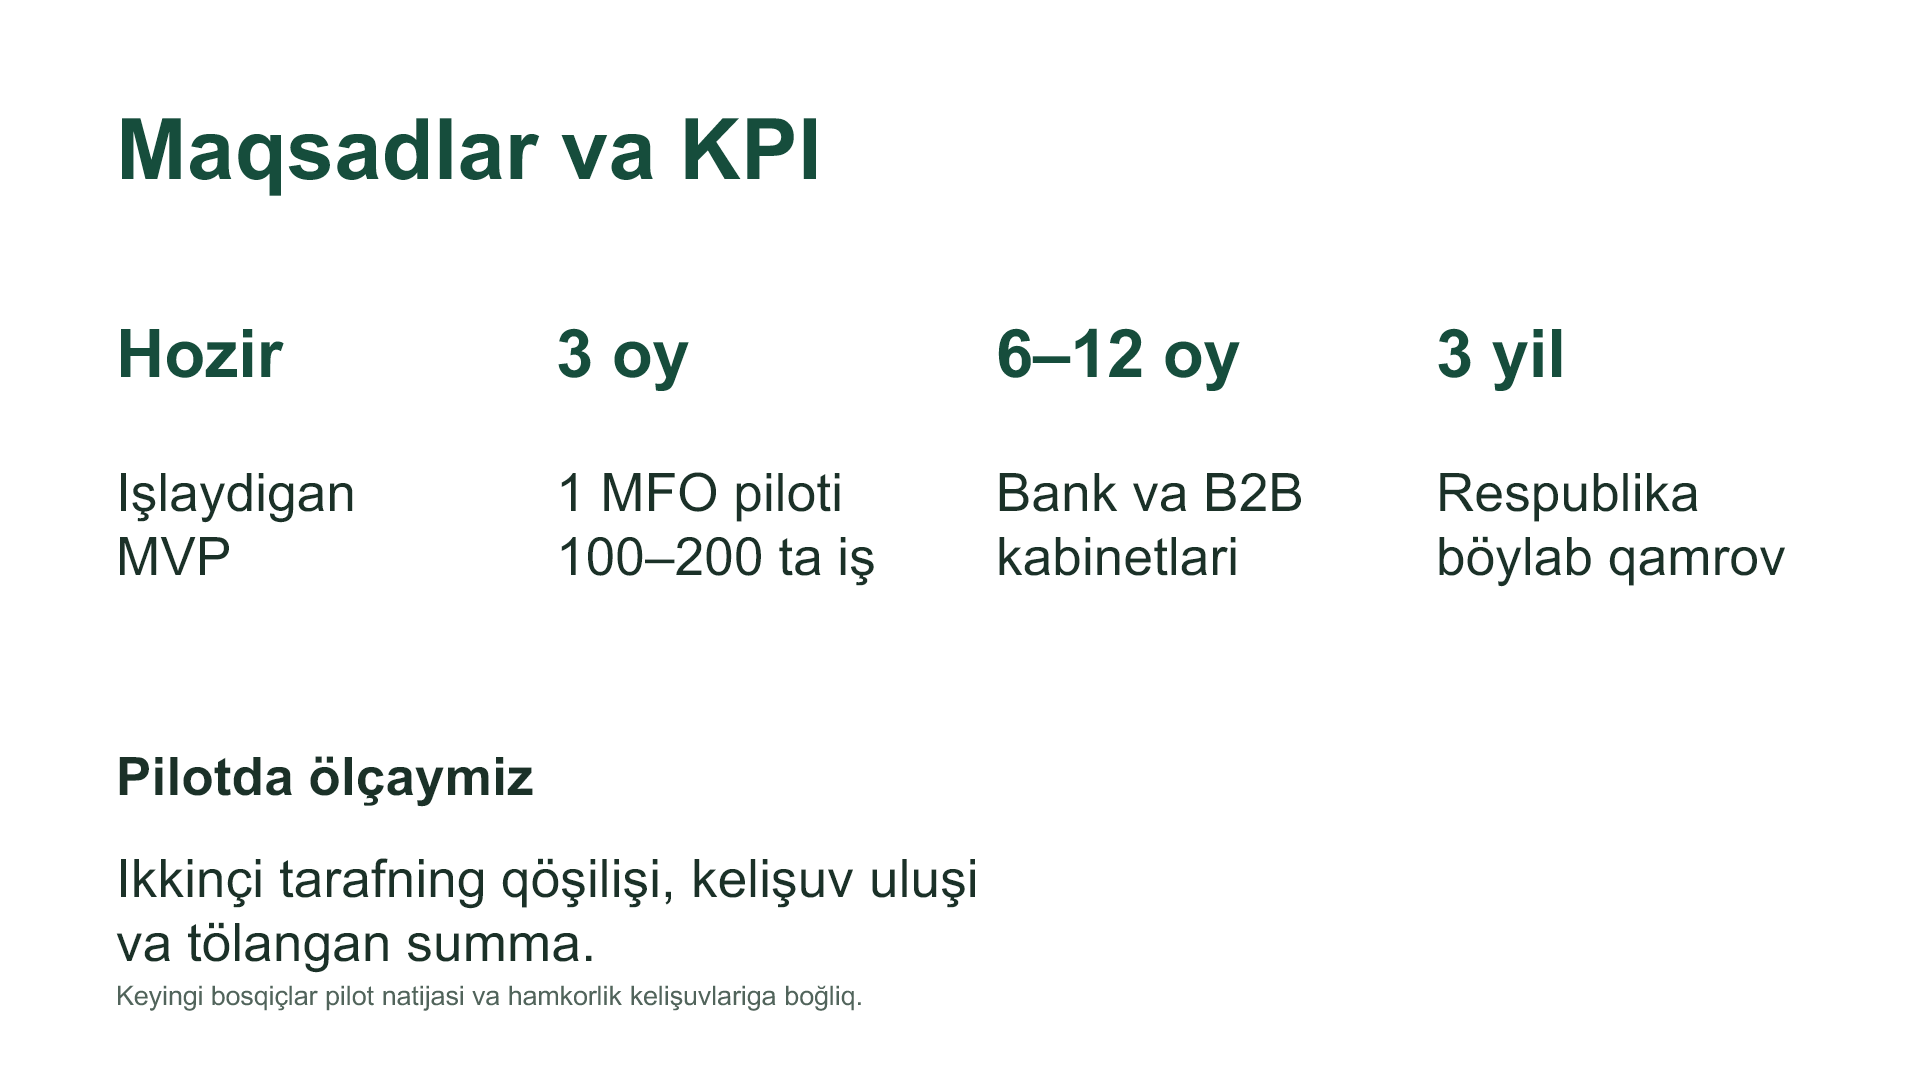 Maqsadlar va KPI
Hozir
Işlaydigan
MVP
3 oy
1 MFO piloti
100–200 ta iş
6–12 oy
Bank va B2B
kabinetlari
3 yil
Respublika
böylab qamrov
Pilotda ölçaymiz
Ikkinçi tarafning qöşilişi, kelişuv uluşi
va tölangan summa.
Keyingi bosqiçlar pilot natijasi va hamkorlik kelişuvlariga boğliq.